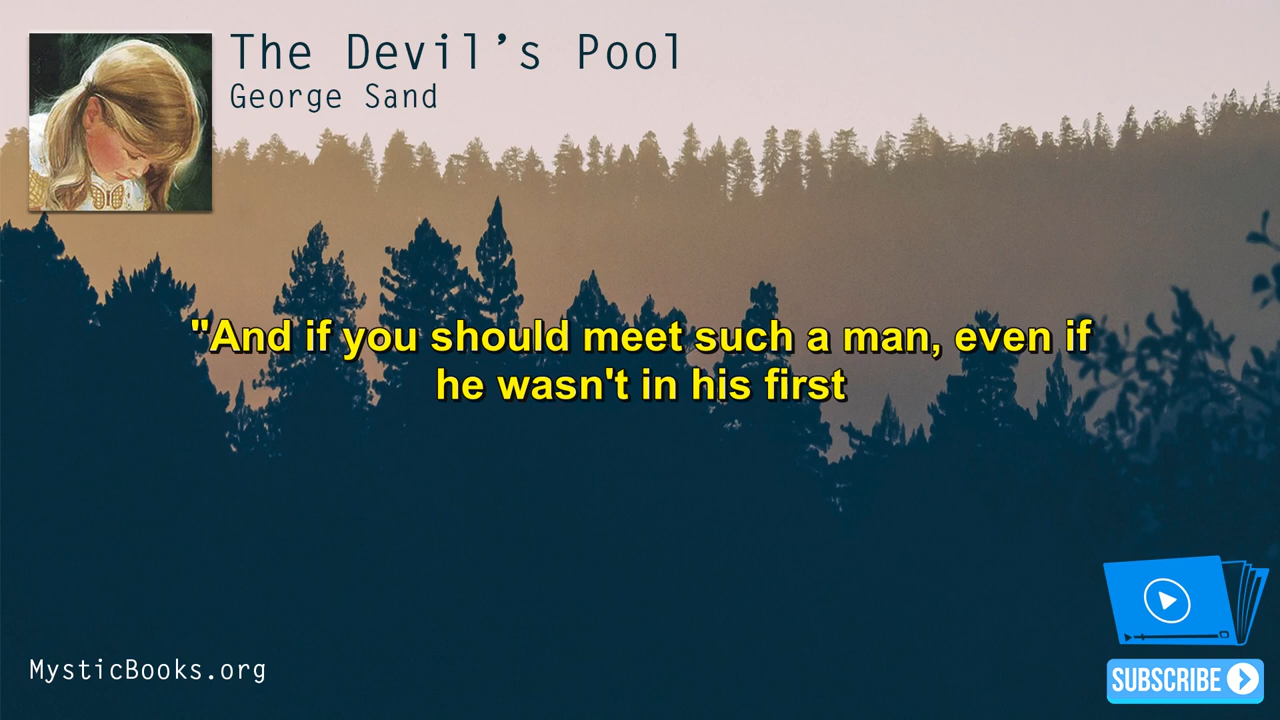 The Devil's Pool
George Sand
"And if you should meet such a man, even if
he wasn't in his first
MysticBooks.org
SUBSCRIBE